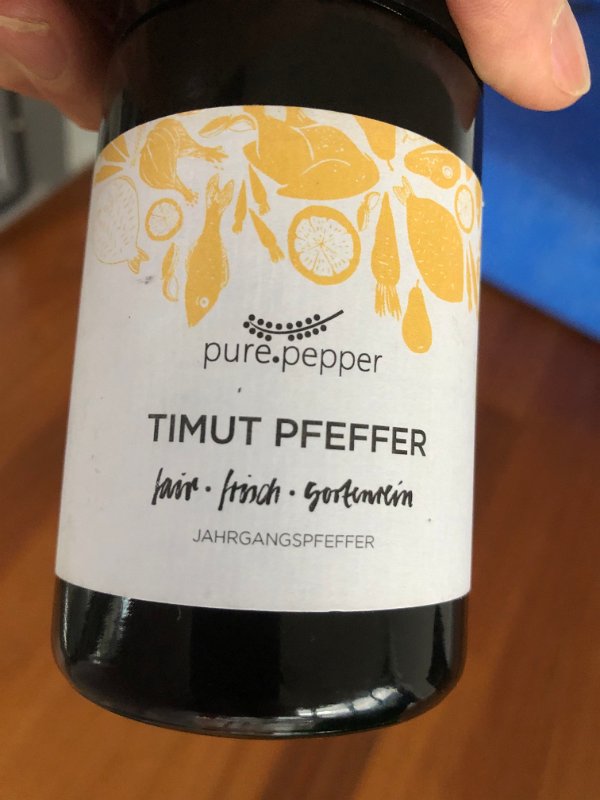 pure.pepper
TIMUT PFEFFER
fair · frisch · sortenrein
JAHRGANGSPFEFFER